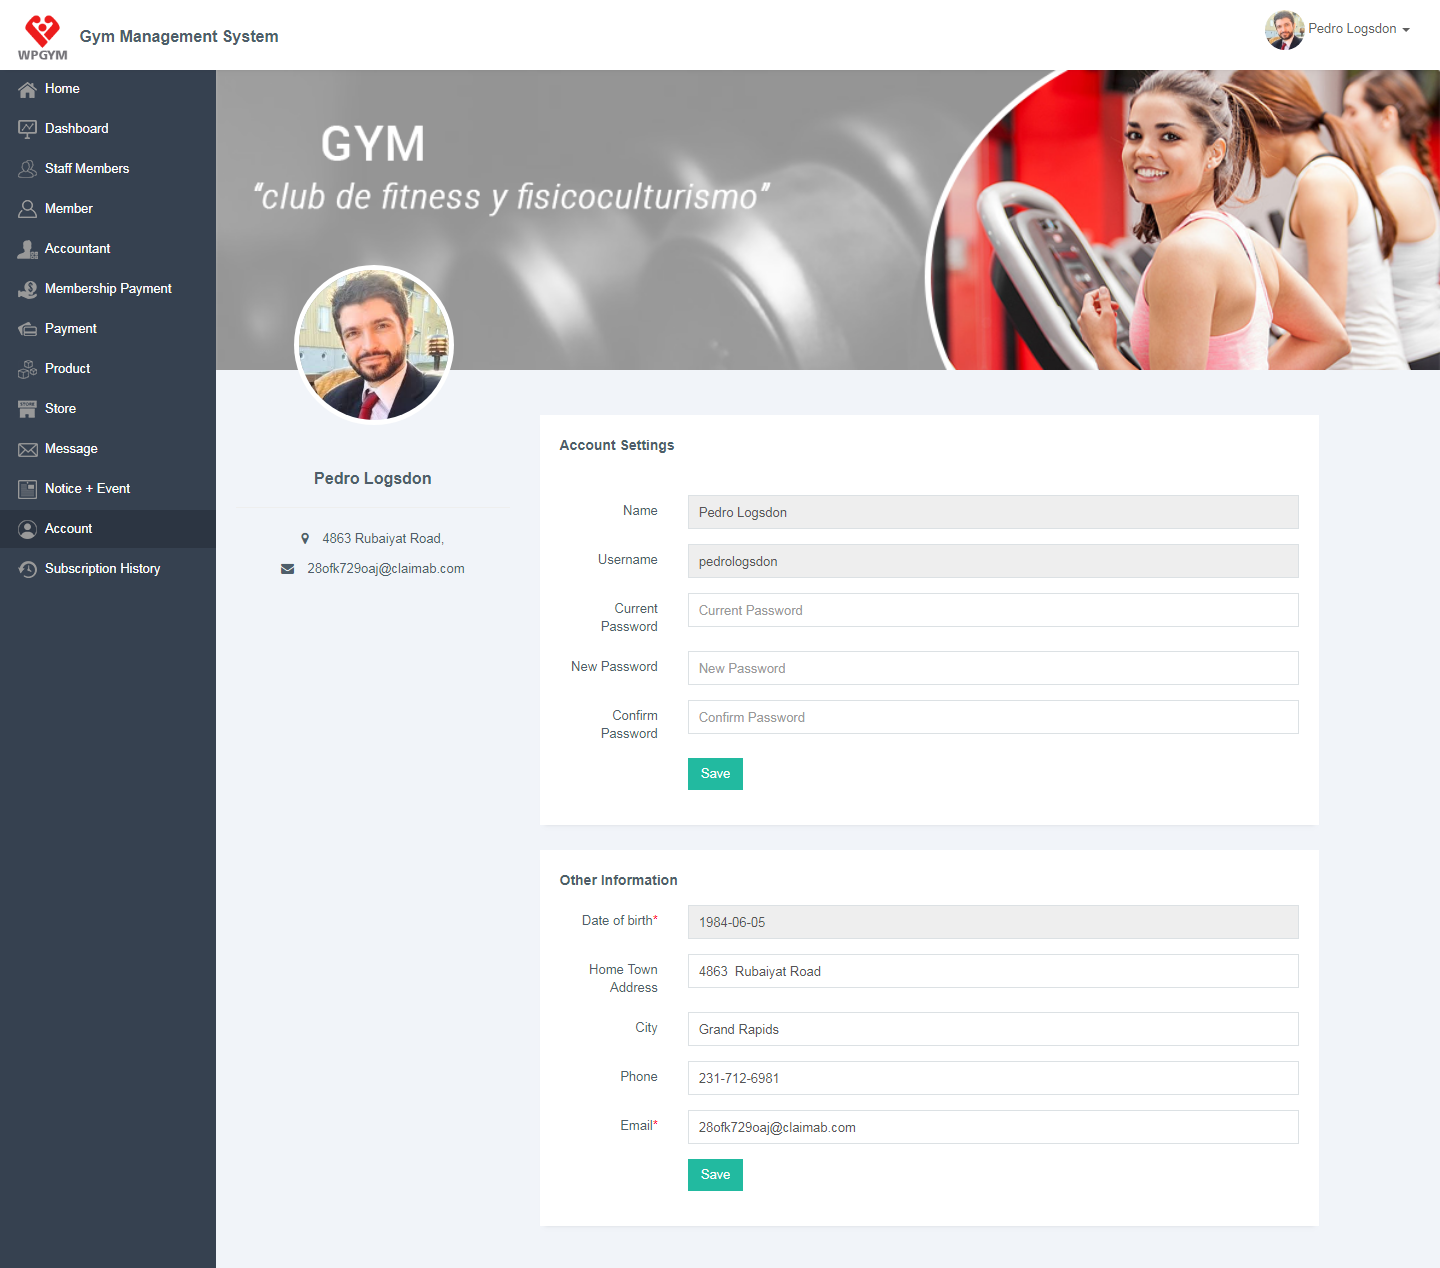 WPGYM
Gym Management System
Pedro Logsdon
Home
Dashboard
Staff Members
Member
Accountant
Membership Payment
Payment
Product
Store
Message
Notice + Event
Account
Subscription History
GYM
“club de fitness y fisicoculturismo”
Pedro Logsdon
4863 Rubaiyat Road,
28ofk729oaj@claimab.com
Account Settings
Name
Pedro Logsdon
Username
pedrologsdon
Current
Password
Current Password
New Password
New Password
Confirm
Password
Confirm Password
Save
Other Information
Date of birth*
1984-06-05
Home Town
Address
4863  Rubaiyat Road
City
Grand Rapids
Phone
231-712-6981
Email*
28ofk729oaj@claimab.com
Save